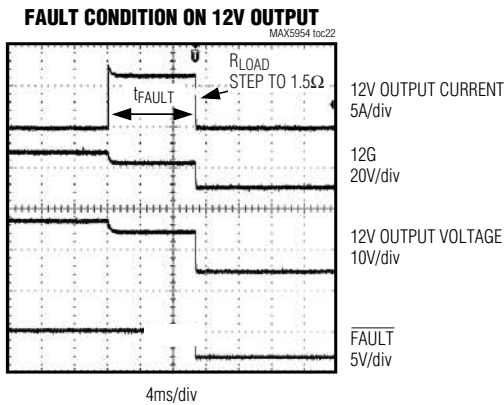 FAULT CONDITION ON 12V OUTPUT
MAX5954 toc22
T
RLOAD
STEP TO 1.5Ω
tFAULT
12V OUTPUT CURRENT
5A/div
12G
20V/div
12V OUTPUT VOLTAGE
10V/div
FAULT
5V/div
4ms/div